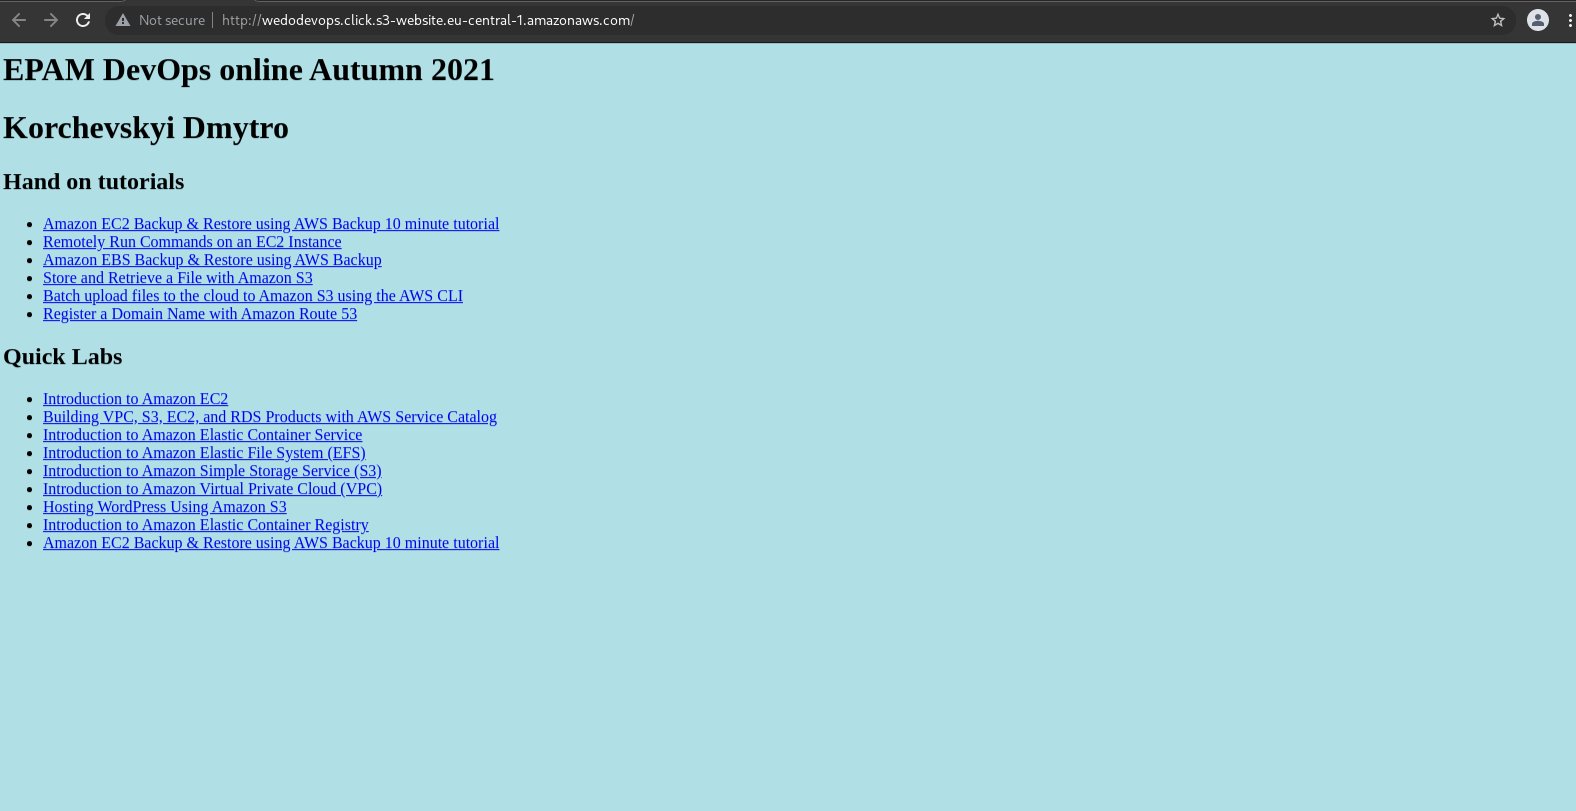 Not secure http://wedodevops.click.s3-website.eu-central-1.amazonaws.com/
EPAM DevOps online Autumn 2021
Korchevskyi Dmytro
Hand on tutorials
Amazon EC2 Backup & Restore using AWS Backup 10 minute tutorial
Remotely Run Commands on an EC2 Instance
Amazon EBS Backup & Restore using AWS Backup
Store and Retrieve a File with Amazon S3
Batch upload files to the cloud to Amazon S3 using the AWS CLI
Register a Domain Name with Amazon Route 53
Quick Labs
Introduction to Amazon EC2
Building VPC, S3, EC2, and RDS Products with AWS Service Catalog
Introduction to Amazon Elastic Container Service
Introduction to Amazon Elastic File System (EFS)
Introduction to Amazon Simple Storage Service (S3)
Introduction to Amazon Virtual Private Cloud (VPC)
Hosting WordPress Using Amazon S3
Introduction to Amazon Elastic Container Registry
Amazon EC2 Backup & Restore using AWS Backup 10 minute tutorial